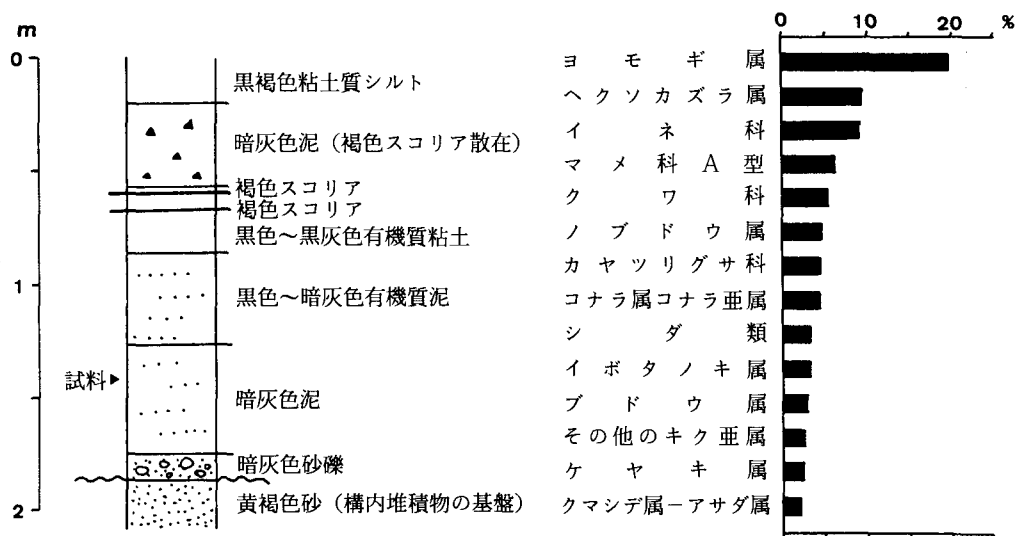 m
0
1
2
試料
黒褐色粘土質シルト
暗灰色泥（褐色スコリア散在）
褐色スコリア
褐色スコリア
黒色～黒灰色有機質粘土
黒色～暗灰色有機質泥
暗灰色泥
暗灰色砂礫
黄褐色砂（構内堆積物の基盤）
0 10 20 %
ヨモギ属
ヘクソカズラ属
イネ科
マメ科A型
クワ科
ノブドウ属
カヤツリグサ科
コナラ属コナラ亜属
シダ類
イボタノキ属
ブドウ属
その他のキク亜属
ケヤキ属
クマシデ属－アサダ属